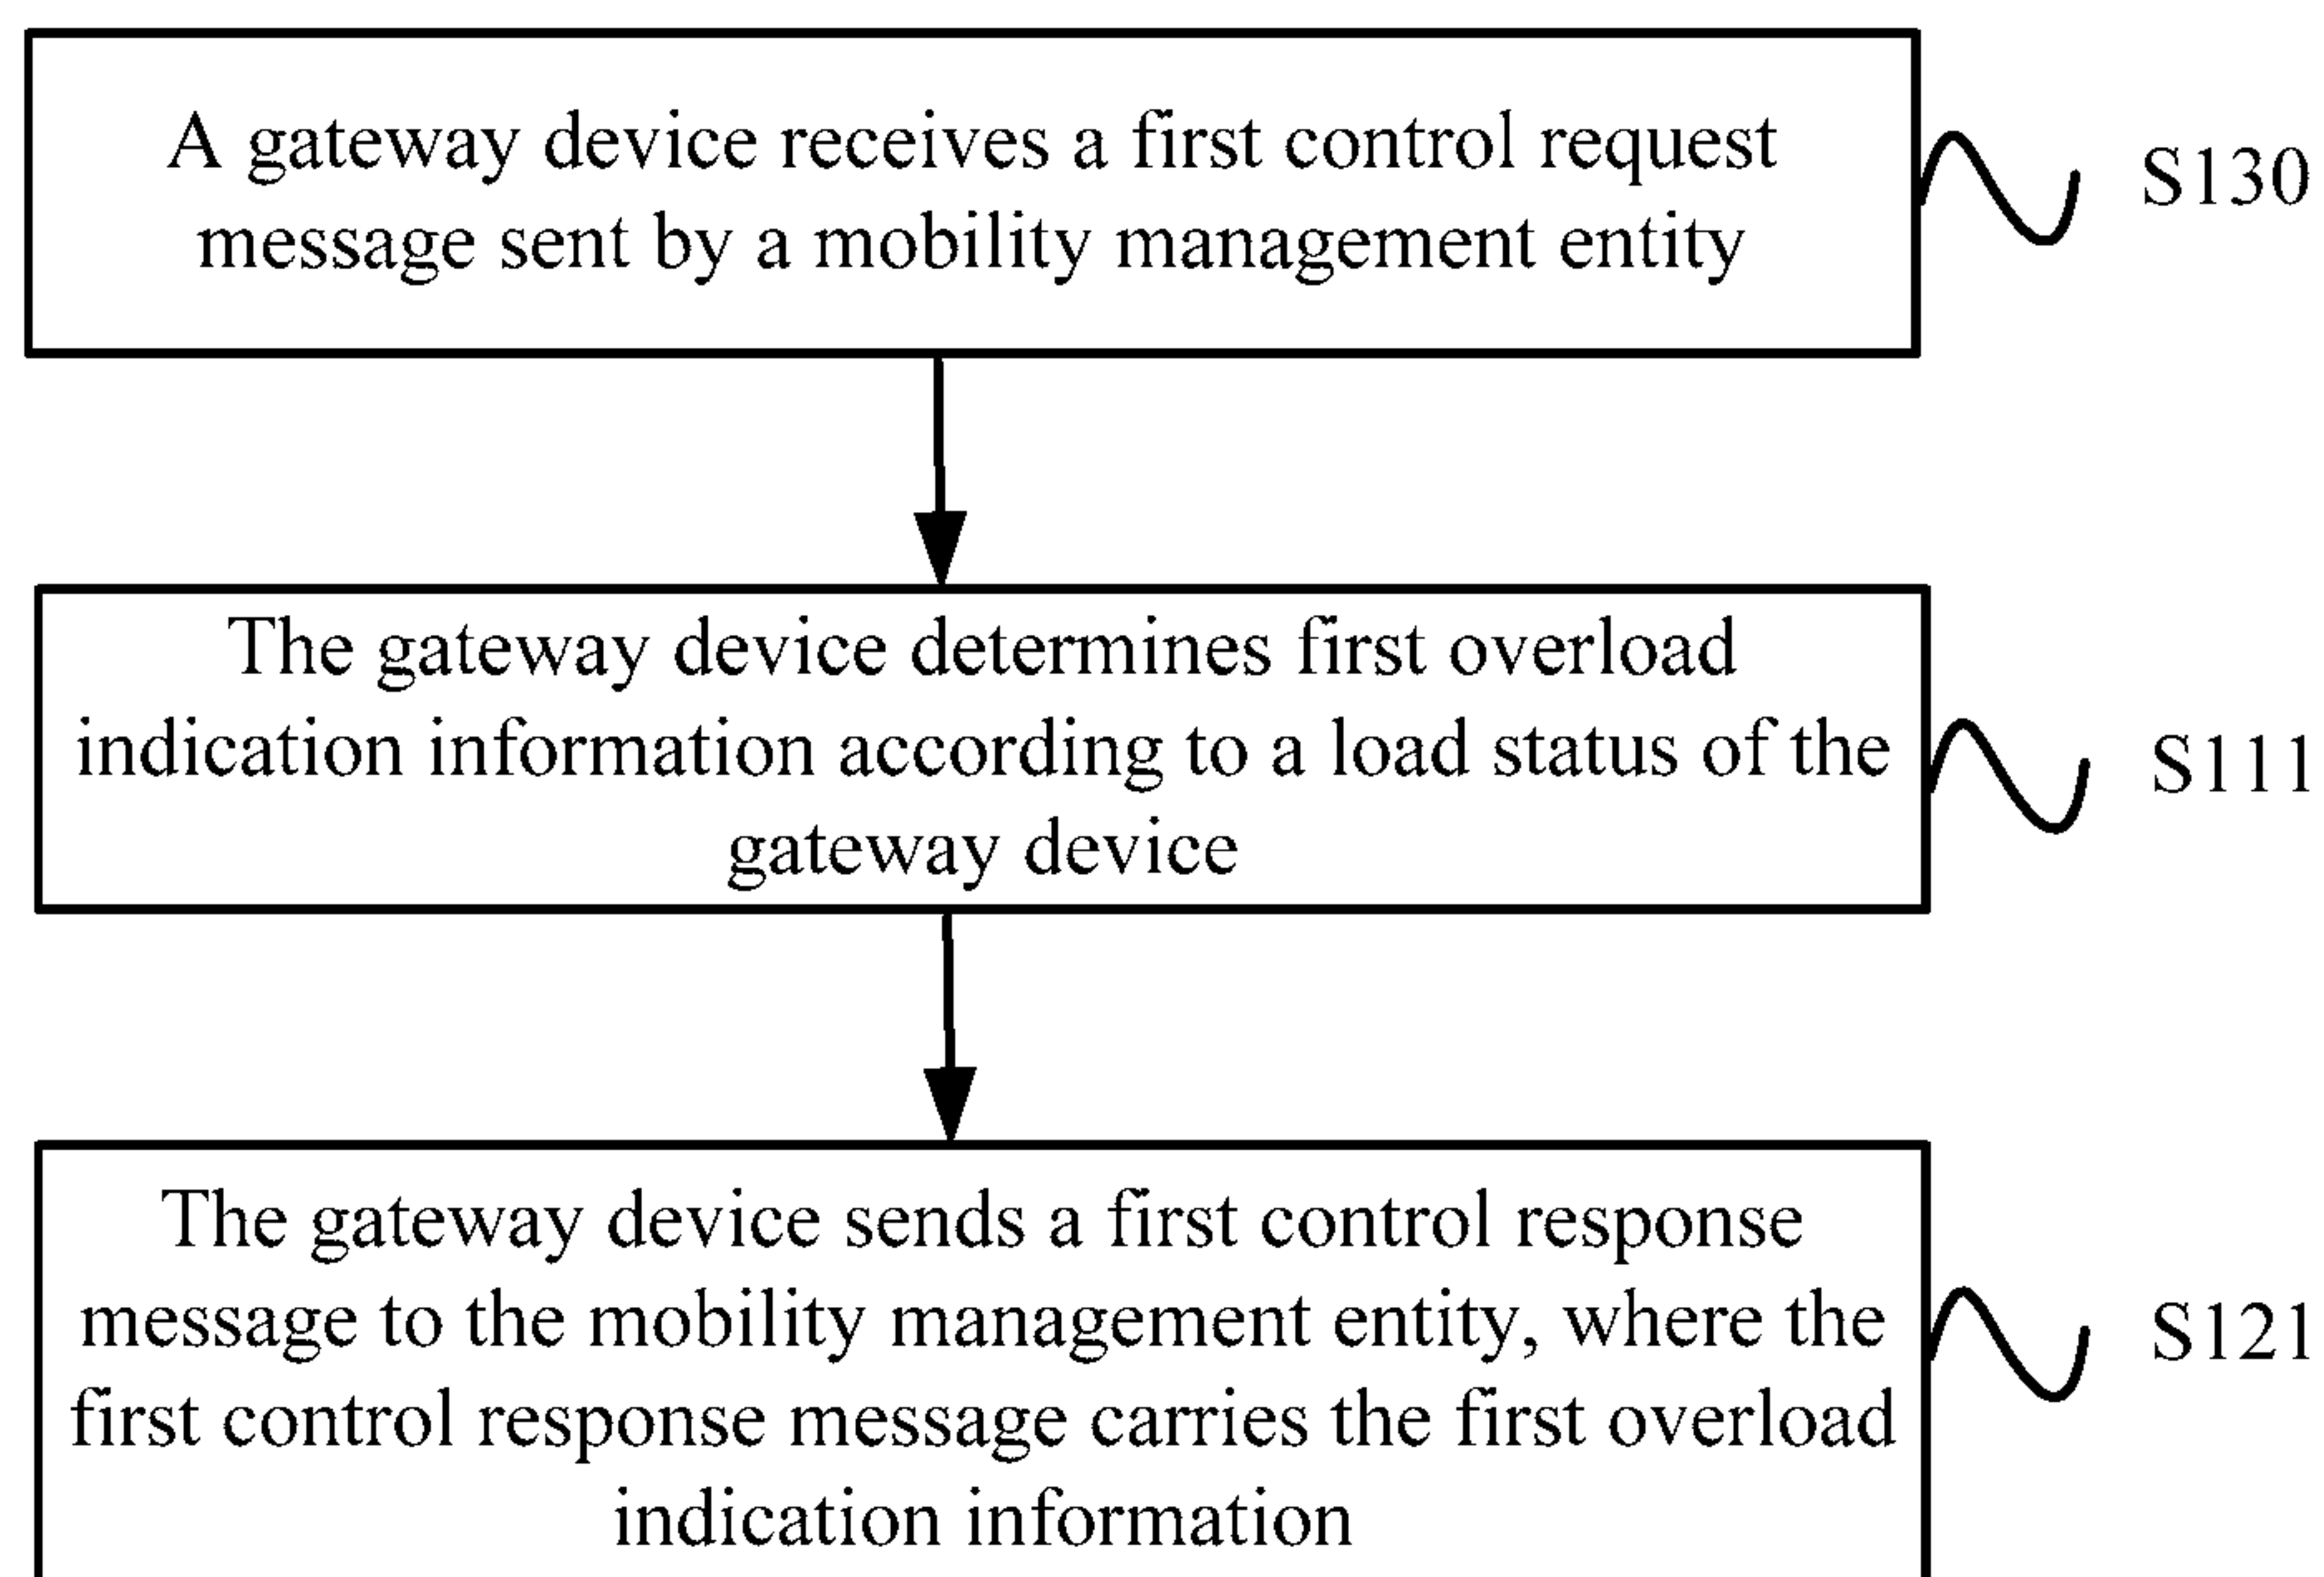 A gateway device receives a first control request
message sent by a mobility management entity
S130
The gateway device determines first overload
indication information according to a load status of the
gateway device
S111
The gateway device sends a first control response
message to the mobility management entity, where the
first control response message carries the first overload
indication information
S121